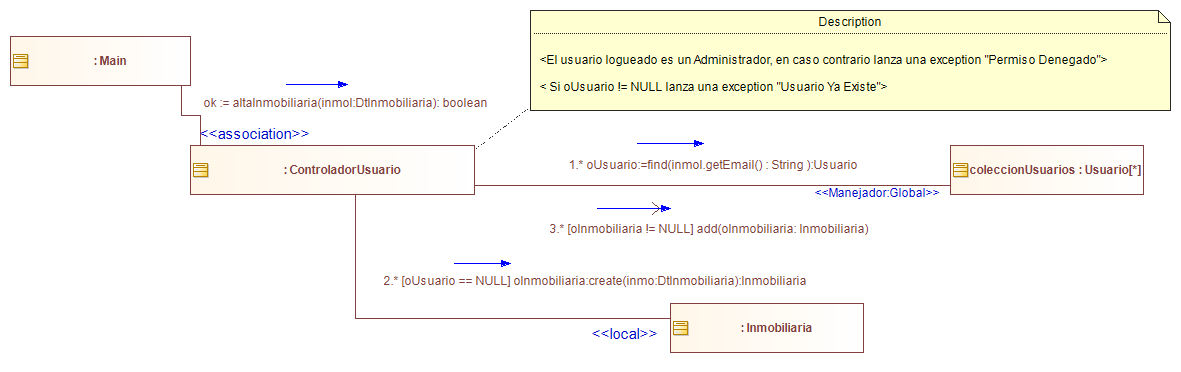 Description
<El usuario logueado es un Administrador, en caso contrario lanza una exception "Permiso Denegado">
< Si oUsuario != NULL lanza una exception "Usuario Ya Existe">
: Main
ok := altaInmobiliaria(inmol:DtInmobiliaria): boolean
<<association>>
: ControladorUsuario
1.* oUsuario:=find(inmol.getEmail() : String ):Usuario
coleccionUsuarios : Usuario[*]
<<Manejador:Global>>
3.* [oInmobiliaria != NULL] add(oInmobiliaria: Inmobiliaria)
2.* [oUsuario == NULL] oInmobiliaria:create(inmo:DtInmobiliaria):Inmobiliaria
<<local>>
: Inmobiliaria